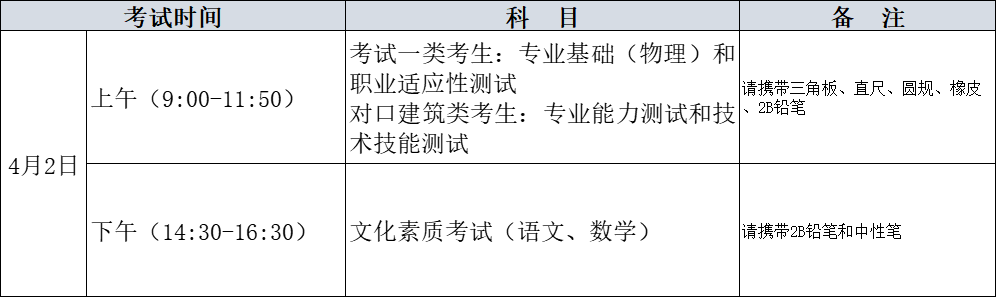 考试时间
科 目
备 注
4月2日
上午（9:00-11:50）
考试一类考生：专业基础（物理）和
职业适应性测试
对口建筑类考生：专业能力测试和技
术技能测试
请携带三角板、直尺、圆规、橡皮
、2B铅笔
下午（14:30-16:30）
文化素质考试（语文、数学）
请携带2B铅笔和中性笔